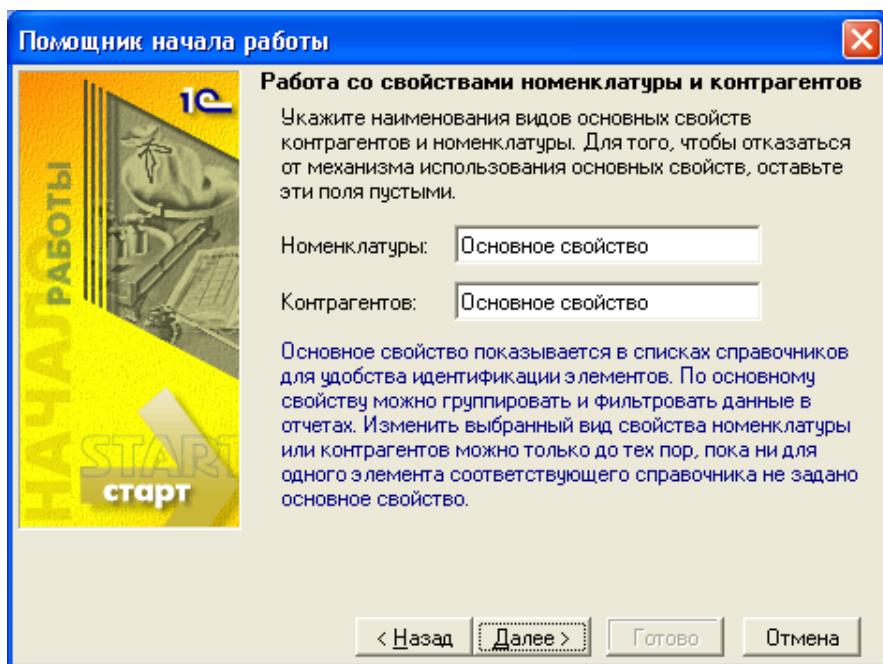 Помощник начала работы
1С
НАЧАЛО
РАБОТЫ
START
старт
Работа со свойствами номенклатуры и контрагентов
Укажите наименования видов основных свойств
контрагентов и номенклатуры. Для того, чтобы отказаться
от механизма использования основных свойств, оставьте
эти поля пустыми.
Номенклатуры: Основное свойство
Контрагентов: Основное свойство
Основное свойство показывается в списках справочников
для удобства идентификации элементов. По основному
свойству можно группировать и фильтровать данные в
отчетах. Изменить выбранный вид свойства номенклатуры
или контрагентов можно только до тех пор, пока ни для
одного элемента соответствующего справочника не задано
основное свойство.
< Назад Далее > Готово Отмена